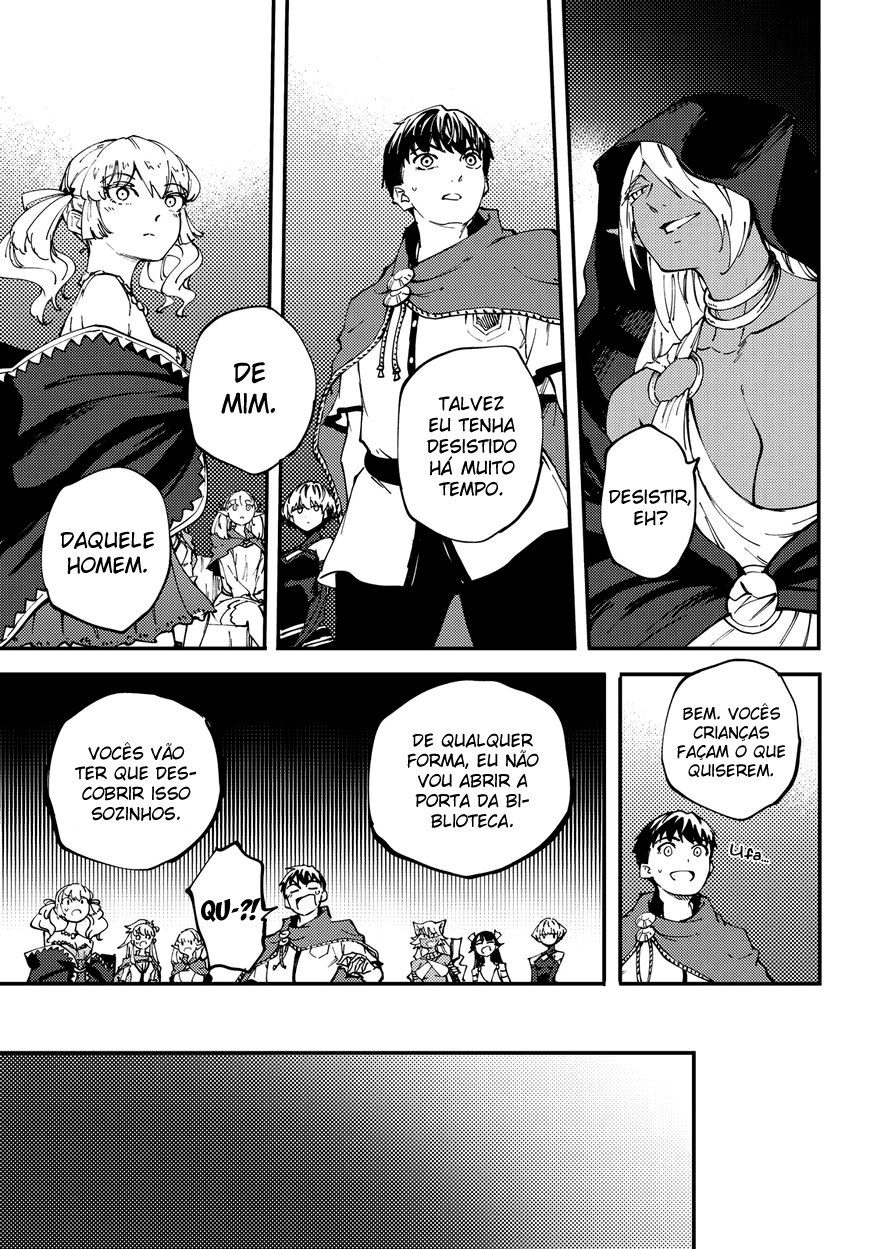 DESISTIR,
EH?
TALVEZ
EU TENHA
DESISTIDO
HÁ MUITO
TEMPO.
DE
MIM.
DAQUELE
HOMEM.
BEM. VOCÊS
CRIANÇAS
FAÇAM O QUE
QUISEREM.
Ufa...
DE QUALQUER
FORMA, EU NÃO
VOU ABRIR A
PORTA DA BI-
BLIOTECA.
QU-?!
VOCÊS VÃO
TER QUE DES-
COBRIR ISSO
SOZINHOS.